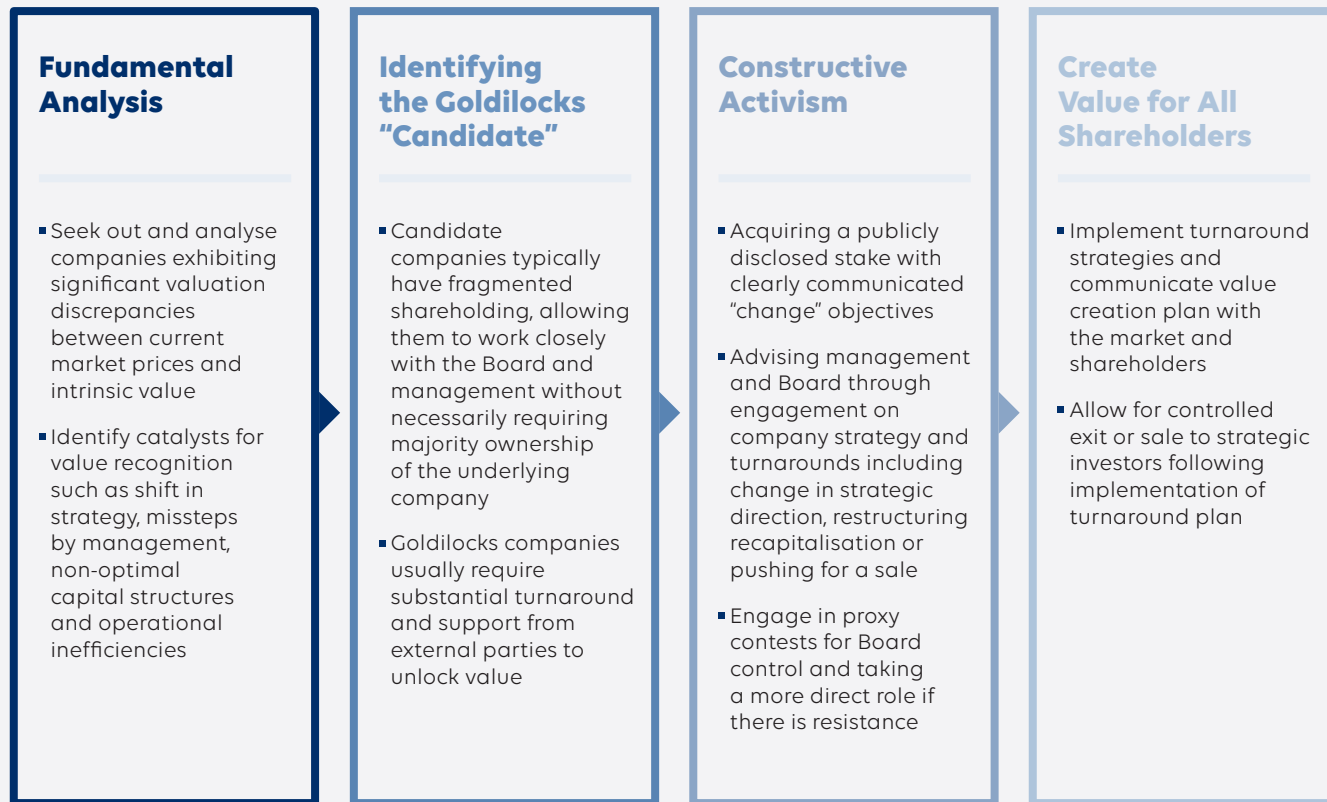 Fundamental
Analysis
▪ Seek out and analyse
companies exhibiting
significant valuation
discrepancies
between current
market prices and
intrinsic value
▪ Identify catalysts for
value recognition
such as shift in
strategy, missteps
by management,
non-optimal
capital structures
and operational
inefficiencies
Identifying
the Goldilocks
“Candidate”
▪ Candidate
companies typically
have fragmented
shareholding, allowing
them to work closely
with the Board and
management without
necessarily requiring
majority ownership
of the underlying
company
▪ Goldilocks companies
usually require
substantial turnaround
and support from
external parties to
unlock value
Constructive
Activism
▪ Acquiring a publicly
disclosed stake with
clearly communicated
“change” objectives
▪ Advising management
and Board through
engagement on
company strategy and
turnarounds including
change in strategic
direction, restructuring
recapitalisation or
pushing for a sale
▪ Engage in proxy
contests for Board
control and taking
a more direct role if
there is resistance
Create
Value for All
Shareholders
▪ Implement turnaround
strategies and
communicate value
creation plan with
the market and
shareholders
▪ Allow for controlled
exit or sale to strategic
investors following
implementation of
turnaround plan